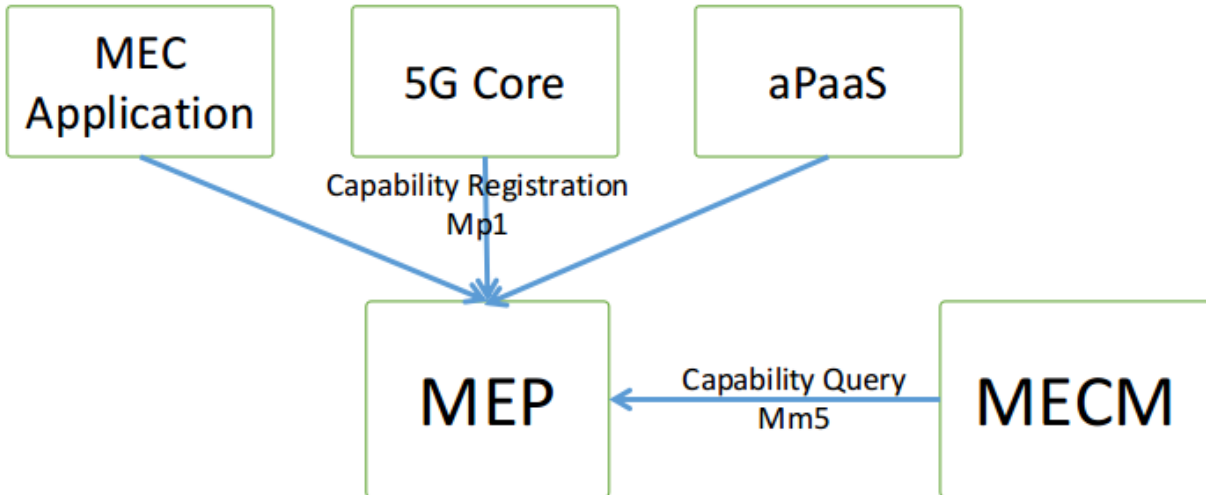 MEC
Application
5G Core
aPaaS
Capability Registration
Mp1
MEP
Capability Query
Mm5
MECM